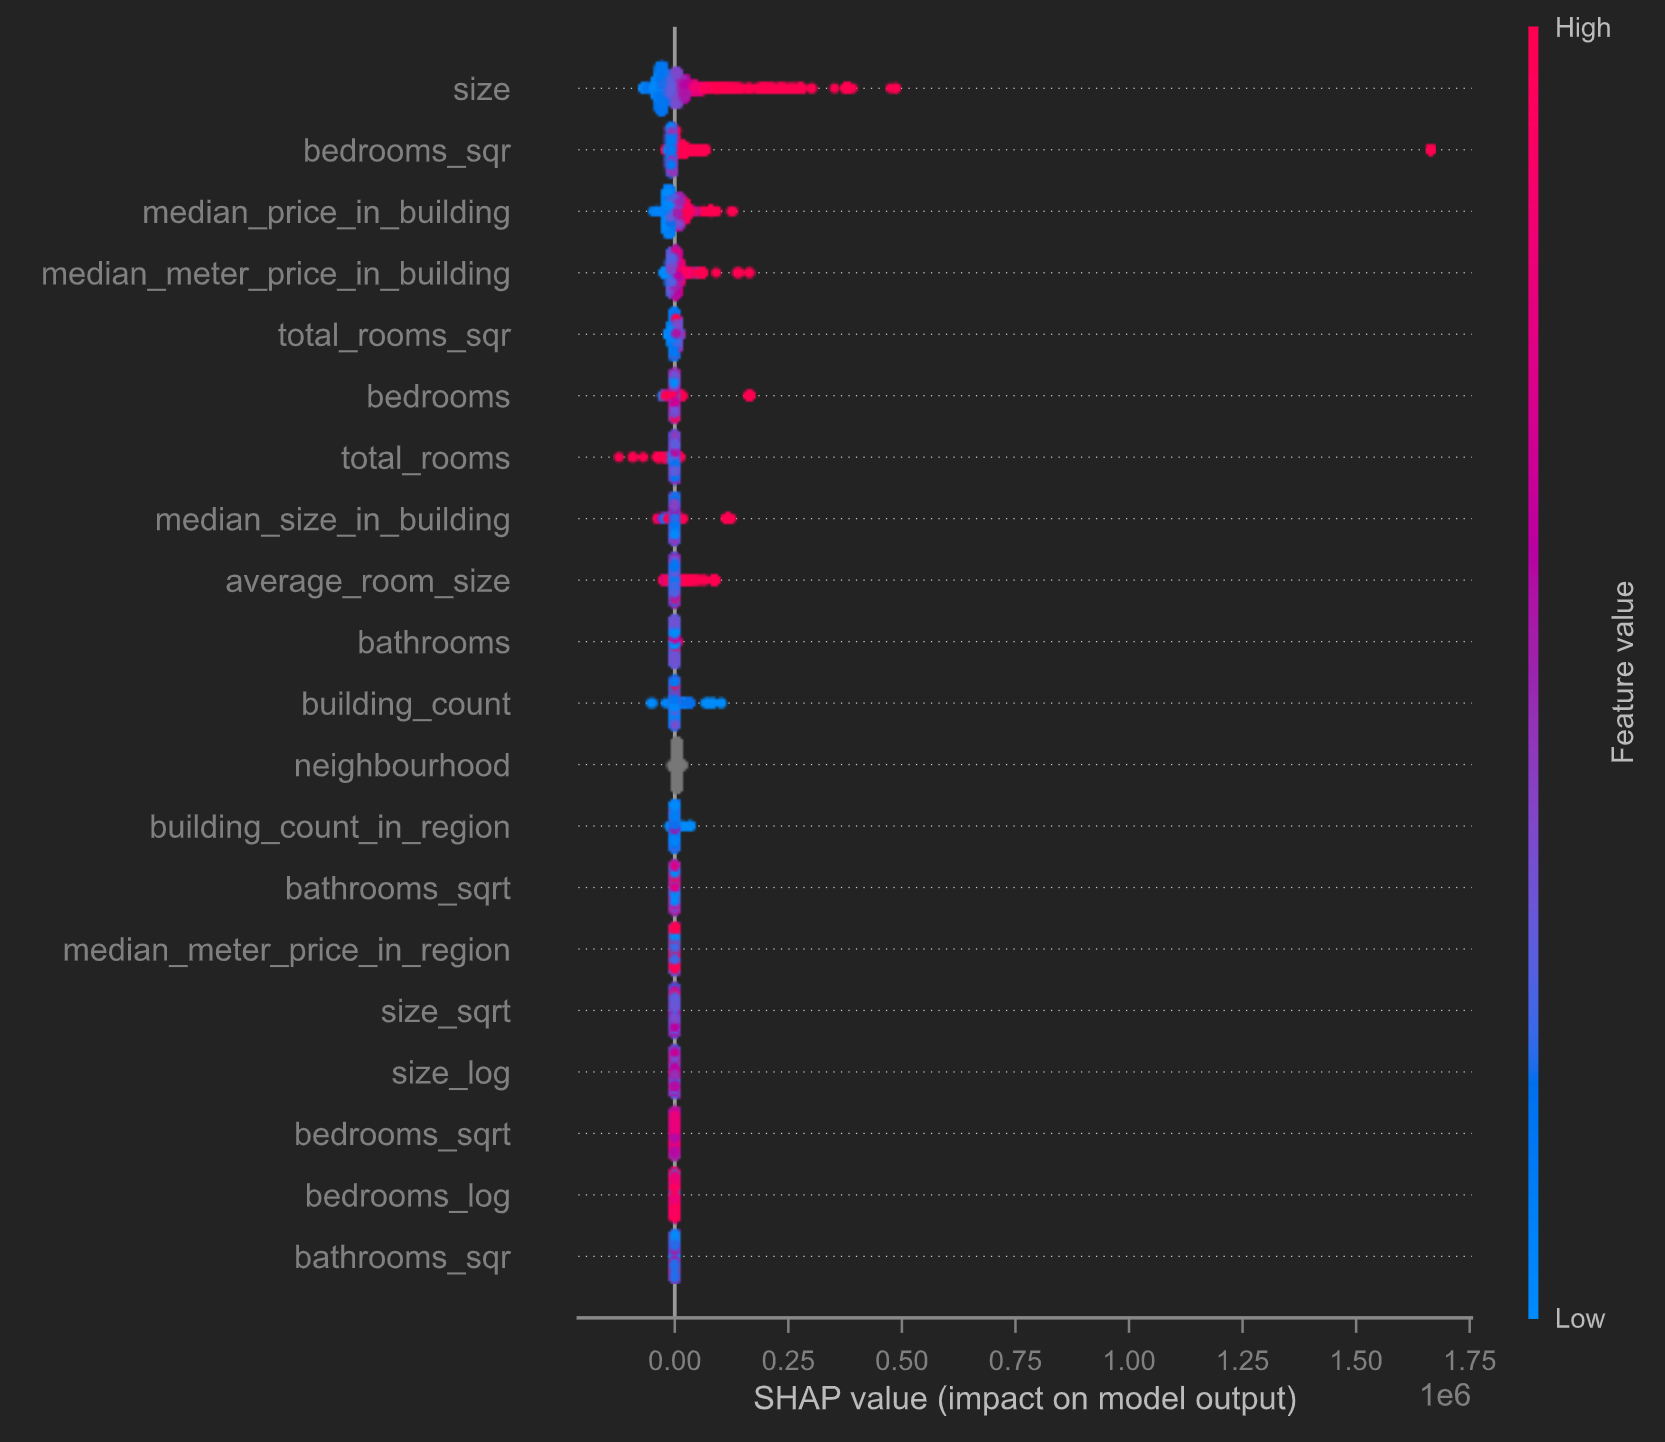 High
size
bedrooms_sqr
median_price_in_building
median_meter_price_in_building
total_rooms_sqr
bedrooms
total_rooms
median_size_in_building
average_room_size
bathrooms
building_count
neighbourhood
building_count_in_region
bathrooms_sqrt
median_meter_price_in_region
size_sqrt
size_log
bedrooms_sqrt
bedrooms_log
bathrooms_sqr
Feature value
Low
0.00 0.25 0.50 0.75 1.00 1.25 1.50 1.75
1e6
SHAP value (impact on model output)